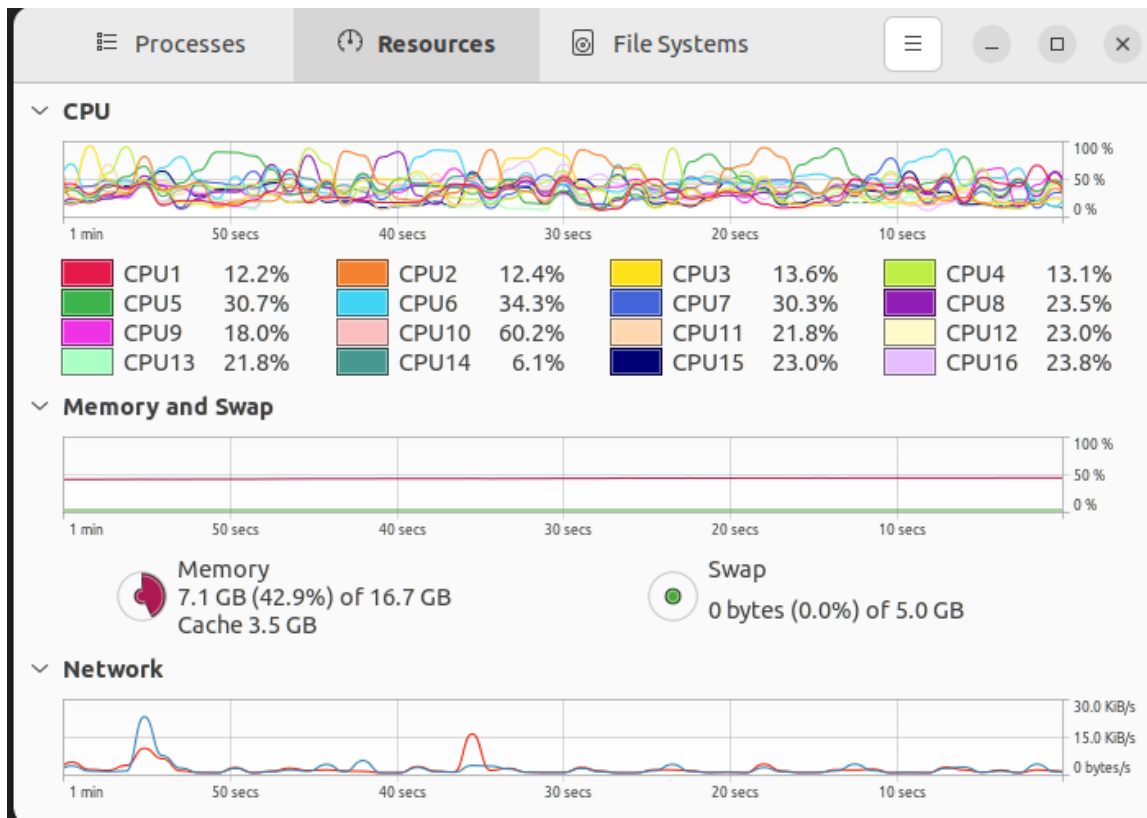 Processes Resources File Systems
CPU
100 %
50 %
0 %
1 min 50 secs 40 secs 30 secs 20 secs 10 secs
CPU1 12.2% CPU2 12.4% CPU3 13.6% CPU4 13.1%
CPU5 30.7% CPU6 34.3% CPU7 30.3% CPU8 23.5%
CPU9 18.0% CPU10 60.2% CPU11 21.8% CPU12 23.0%
CPU13 21.8% CPU14 6.1% CPU15 23.0% CPU16 23.8%
Memory and Swap
100 %
50 %
0 %
1 min 50 secs 40 secs 30 secs 20 secs 10 secs
Memory
7.1 GB (42.9%) of 16.7 GB
Cache 3.5 GB
Swap
0 bytes (0.0%) of 5.0 GB
Network
30.0 KiB/s
15.0 KiB/s
0 bytes/s
1 min 50 secs 40 secs 30 secs 20 secs 10 secs